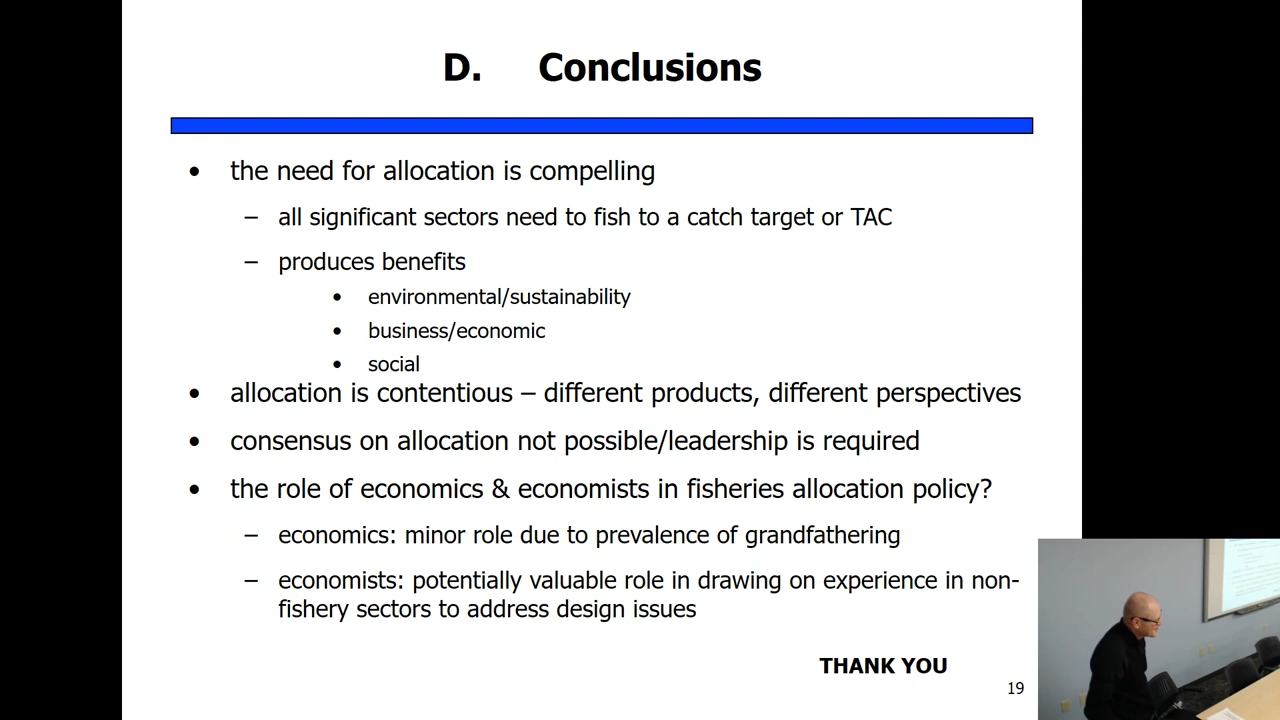 D. Conclusions
• the need for allocation is compelling
– all significant sectors need to fish to a catch target or TAC
– produces benefits
• environmental/sustainability
• business/economic
• social
• allocation is contentious – different products, different perspectives
• consensus on allocation not possible/leadership is required
• the role of economics & economists in fisheries allocation policy?
– economics: minor role due to prevalence of grandfathering
– economists: potentially valuable role in drawing on experience in non-
fishery sectors to address design issues
THANK YOU
19